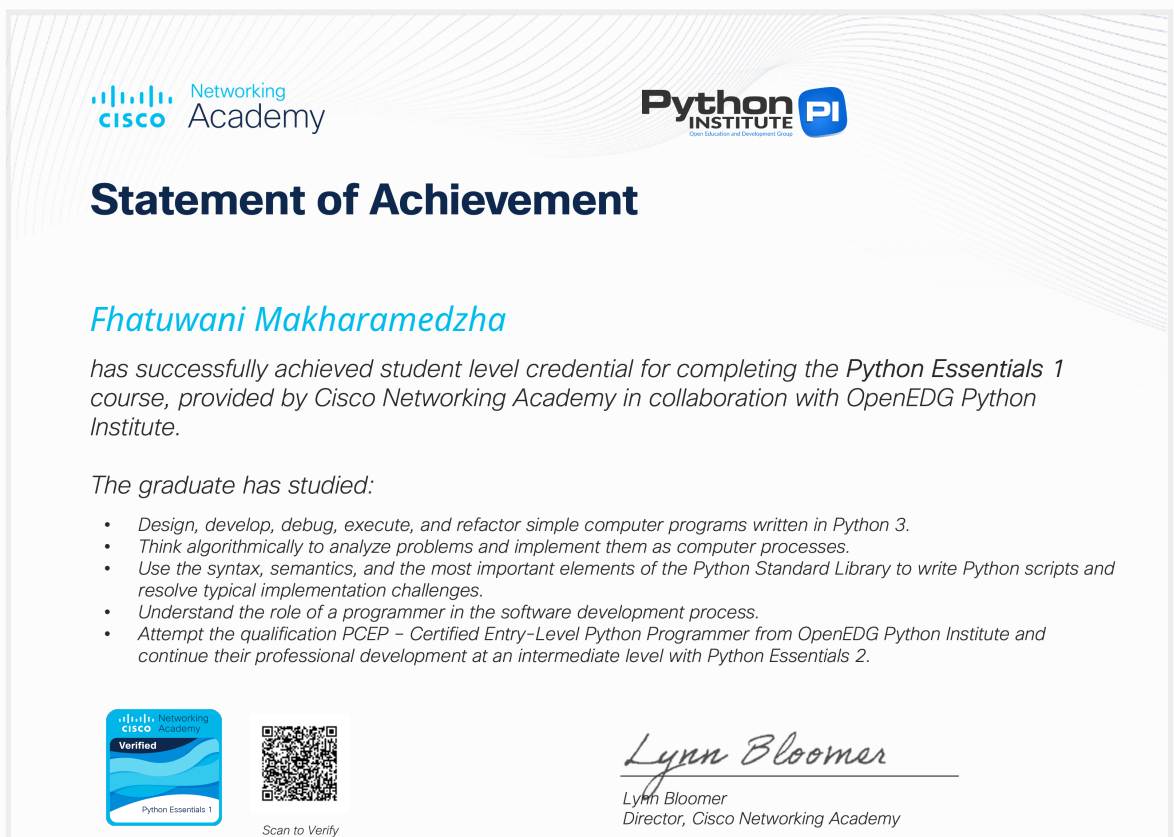 CISCO
Networking
Academy
Python
INSTITUTE
Open Education and Development Group
PI
Statement of Achievement
Fhatuwani Makharamedzha
has successfully achieved student level credential for completing the Python Essentials 1
course, provided by Cisco Networking Academy in collaboration with OpenEDG Python
Institute.
The graduate has studied:
• Design, develop, debug, execute, and refactor simple computer programs written in Python 3.
• Think algorithmically to analyze problems and implement them as computer processes.
• Use the syntax, semantics, and the most important elements of the Python Standard Library to write Python scripts and
resolve typical implementation challenges.
• Understand the role of a programmer in the software development process.
• Attempt the qualification PCEP – Certified Entry-Level Python Programmer from OpenEDG Python Institute and
continue their professional development at an intermediate level with Python Essentials 2.
CISCO
Networking
Academy
Verified
Python Essentials 1
Scan to Verify
Lynn Bloomer
Lynn Bloomer
Director, Cisco Networking Academy